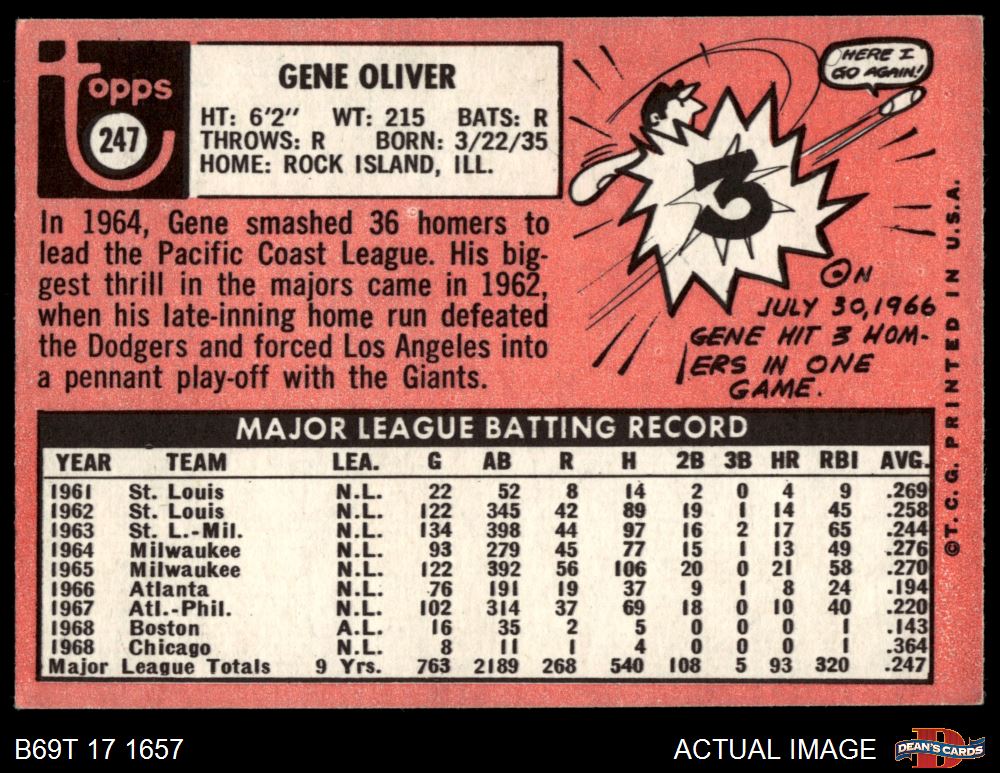 Topps
247
GENE OLIVER
HT: 6'2" WT: 215 BATS: R
THROWS: R BORN: 3/22/35
HOME: ROCK ISLAND, ILL.
In 1964, Gene smashed 36 homers to
lead the Pacific Coast League. His big-
gest thrill in the majors came in 1962,
when his late-inning home run defeated
the Dodgers and forced Los Angeles into
a pennant play-off with the Giants.
HERE I
GO AGAIN!
3
ON
JULY 30, 1966
GENE HIT 3 HOM-
ERS IN ONE
GAME.
MAJOR LEAGUE BATTING RECORD
YEAR TEAM LEA. G AB R H 2B 3B HR RBI AVG.
1961 St. Louis N.L. 22 52 8 14 2 0 4 9 .269
1962 St. Louis N.L. 122 345 42 89 19 1 14 45 .258
1963 St. L.-Mil. N.L. 134 398 44 97 16 2 17 65 .244
1964 Milwaukee N.L. 93 279 45 77 15 1 13 49 .276
1965 Milwaukee N.L. 122 392 56 106 20 0 21 58 .270
1966 Atlanta N.L. 76 191 19 37 9 1 8 24 .194
1967 Atl.-Phil. N.L. 102 314 37 69 18 0 10 40 .220
1968 Boston A.L. 16 35 2 5 0 0 0 1 .143
1968 Chicago N.L. 8 11 1 4 0 0 0 1 .364
Major League Totals 9 Yrs. 763 2189 268 540 108 5 93 320 .247
©T. C. G. PRINTED IN U.S.A.
B69T 17 1657
ACTUAL IMAGE
D
DEAN'S CARDS